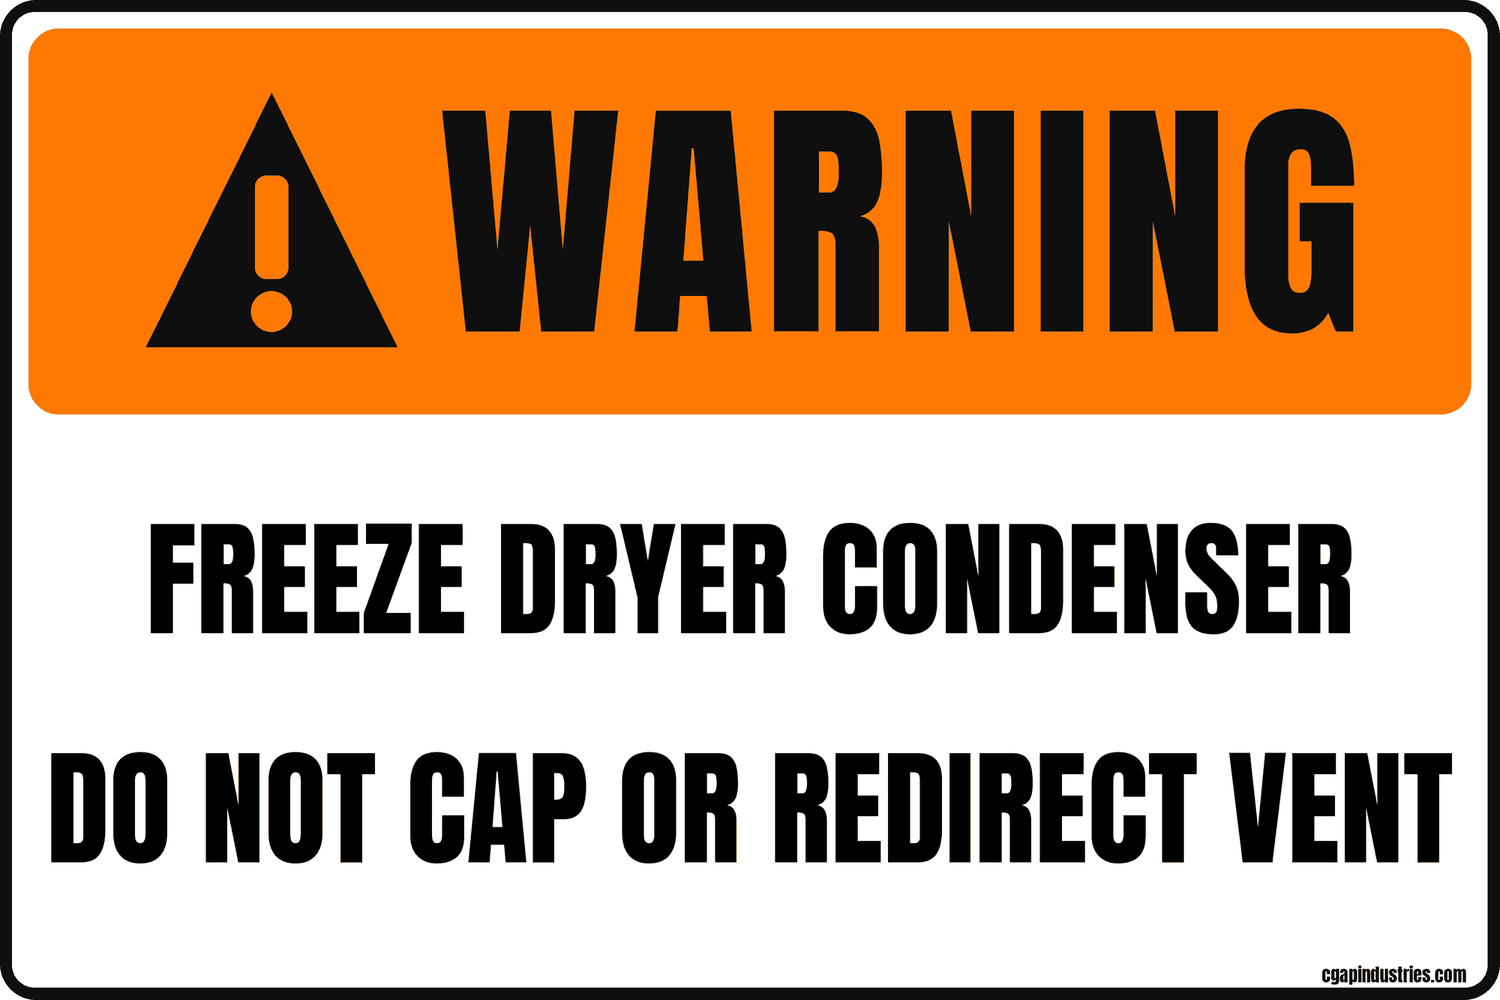 WARNING
FREEZE DRYER CONDENSER
DO NOT CAP OR REDIRECT VENT
cgapindustries.com